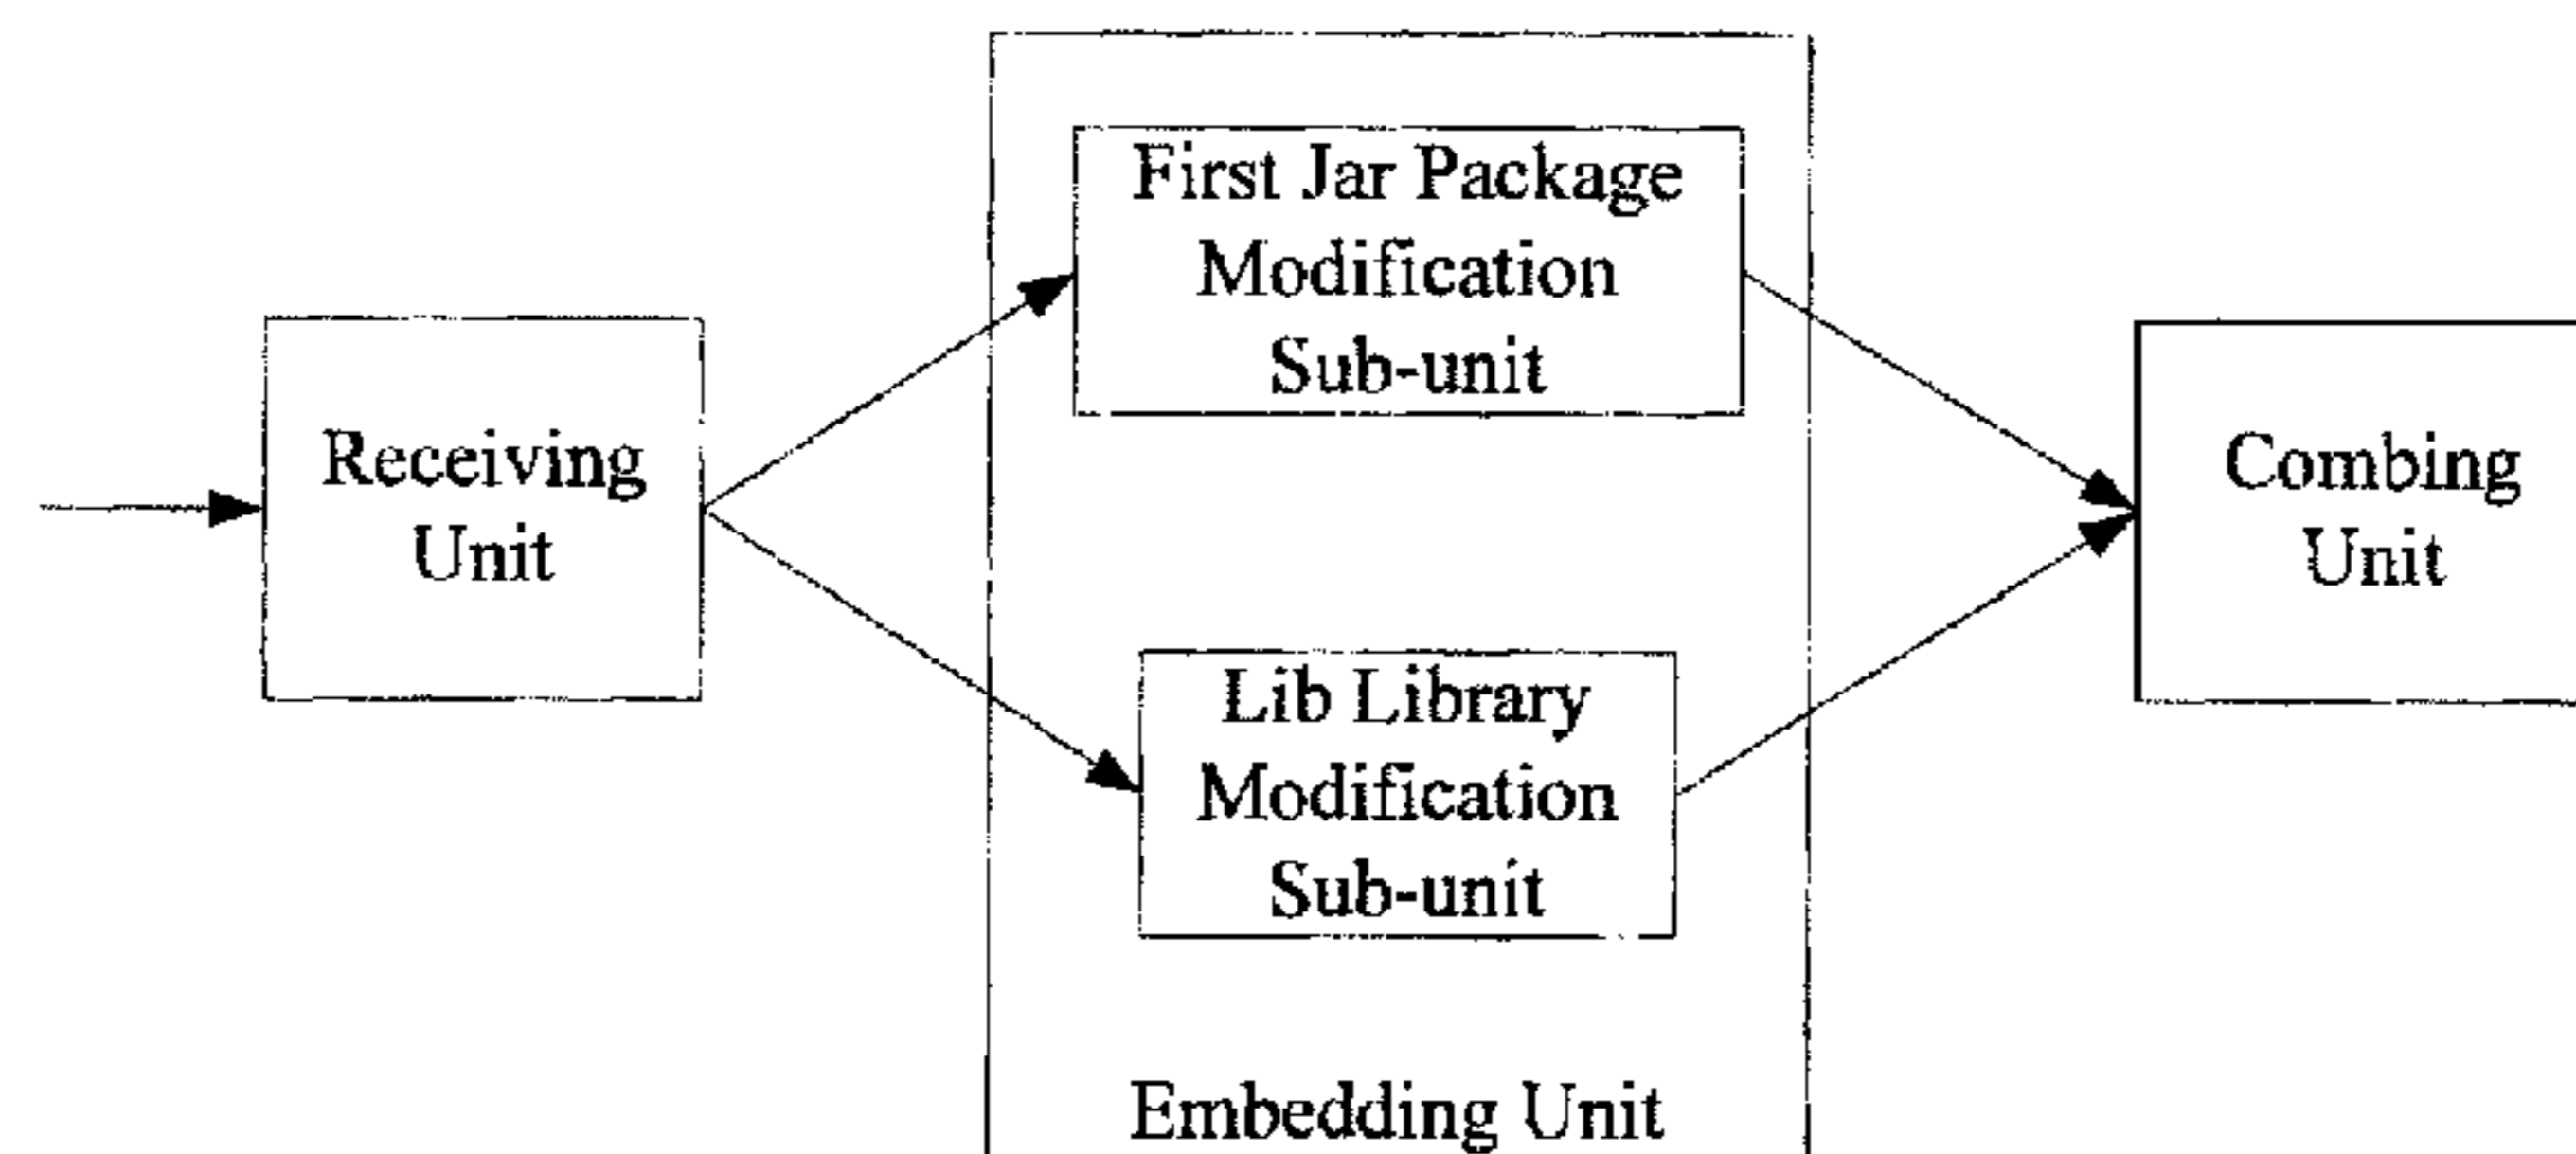 Receiving
Unit
First Jar Package
Modification
Sub-unit
Lib Library
Modification
Sub-unit
Embedding Unit
Combing
Unit